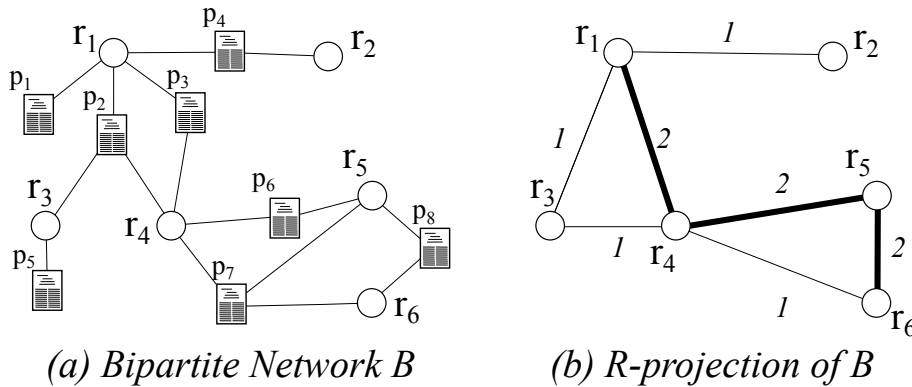 p4
r1
r2
p1
p2
p3
r3
r4
p6
r5
p8
p5
p7
r6
(a) Bipartite Network B
r1
1
r2
1
2
r3
r5
2
1
r4
2
1
r6
(b) R-projection of B